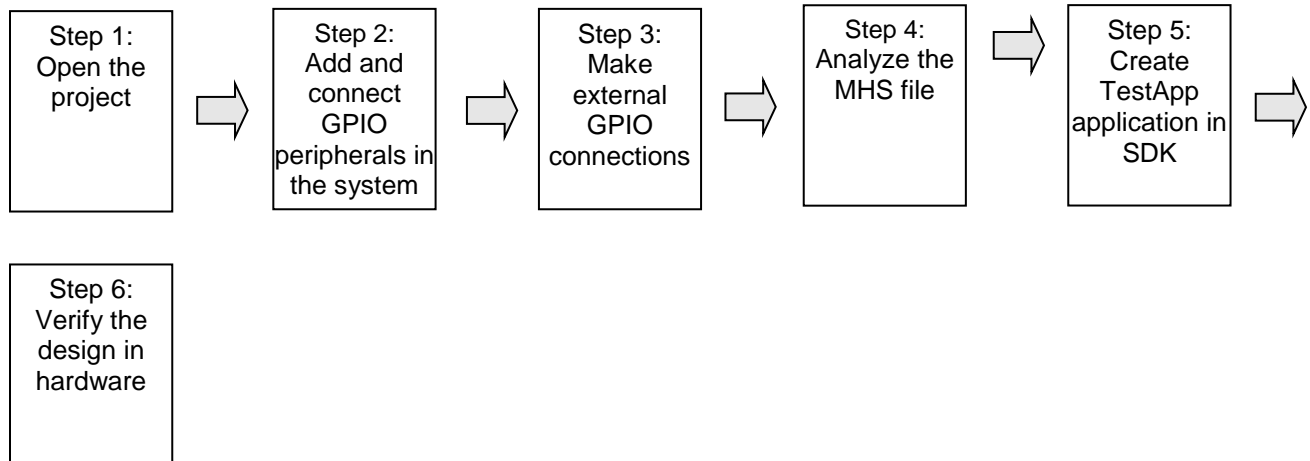 Step 1:
Open the
project
Step 2:
Add and
connect
GPIO
peripherals in
the system
Step 3:
Make
external
GPIO
connections
Step 4:
Analyze the
MHS file
Step 5:
Create
TestApp
application in
SDK
Step 6:
Verify the
design in
hardware